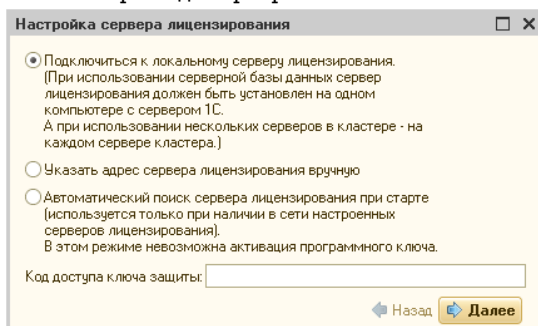 Настройка сервера лицензирования
Подключиться к локальному серверу лицензирования.
(При использовании серверной базы данных сервер
лицензирования должен быть установлен на одном
компьютере с сервером 1С.
А при использовании нескольких серверов в кластере - на
каждом сервере кластера.)
Указать адрес сервера лицензирования вручную
Автоматический поиск сервера лицензирования при старте
(используется только при наличии в сети настроенных
серверов лицензирования).
В этом режиме невозможна активация программного ключа.
Код доступа ключа защиты:
Назад Далее